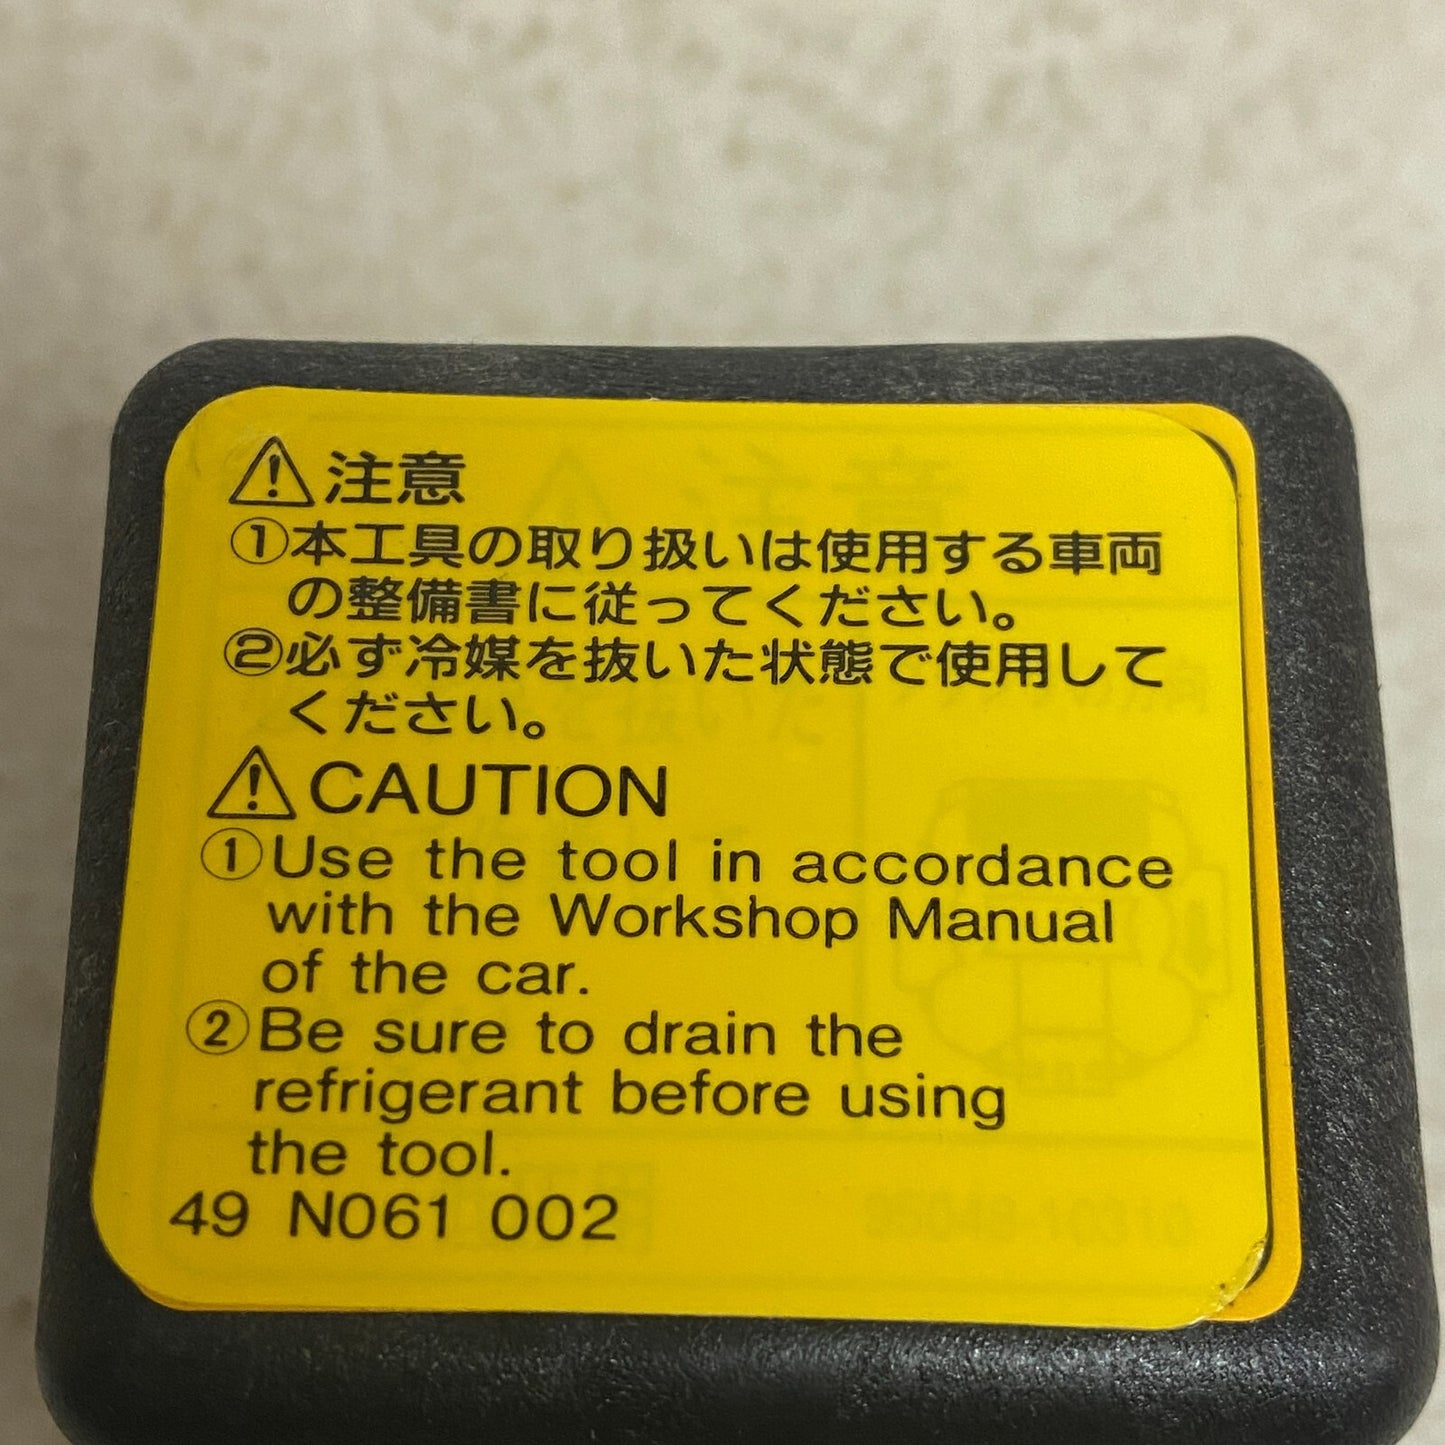 ⚠注意
①本工具の取り扱いは使用する車両
の整備書に従ってください。
②必ず冷媒を抜いた状態で使用して
ください。
⚠CAUTION
①Use the tool in accordance
with the Workshop Manual
of the car.
②Be sure to drain the
refrigerant before using
the tool.
49 N061 002